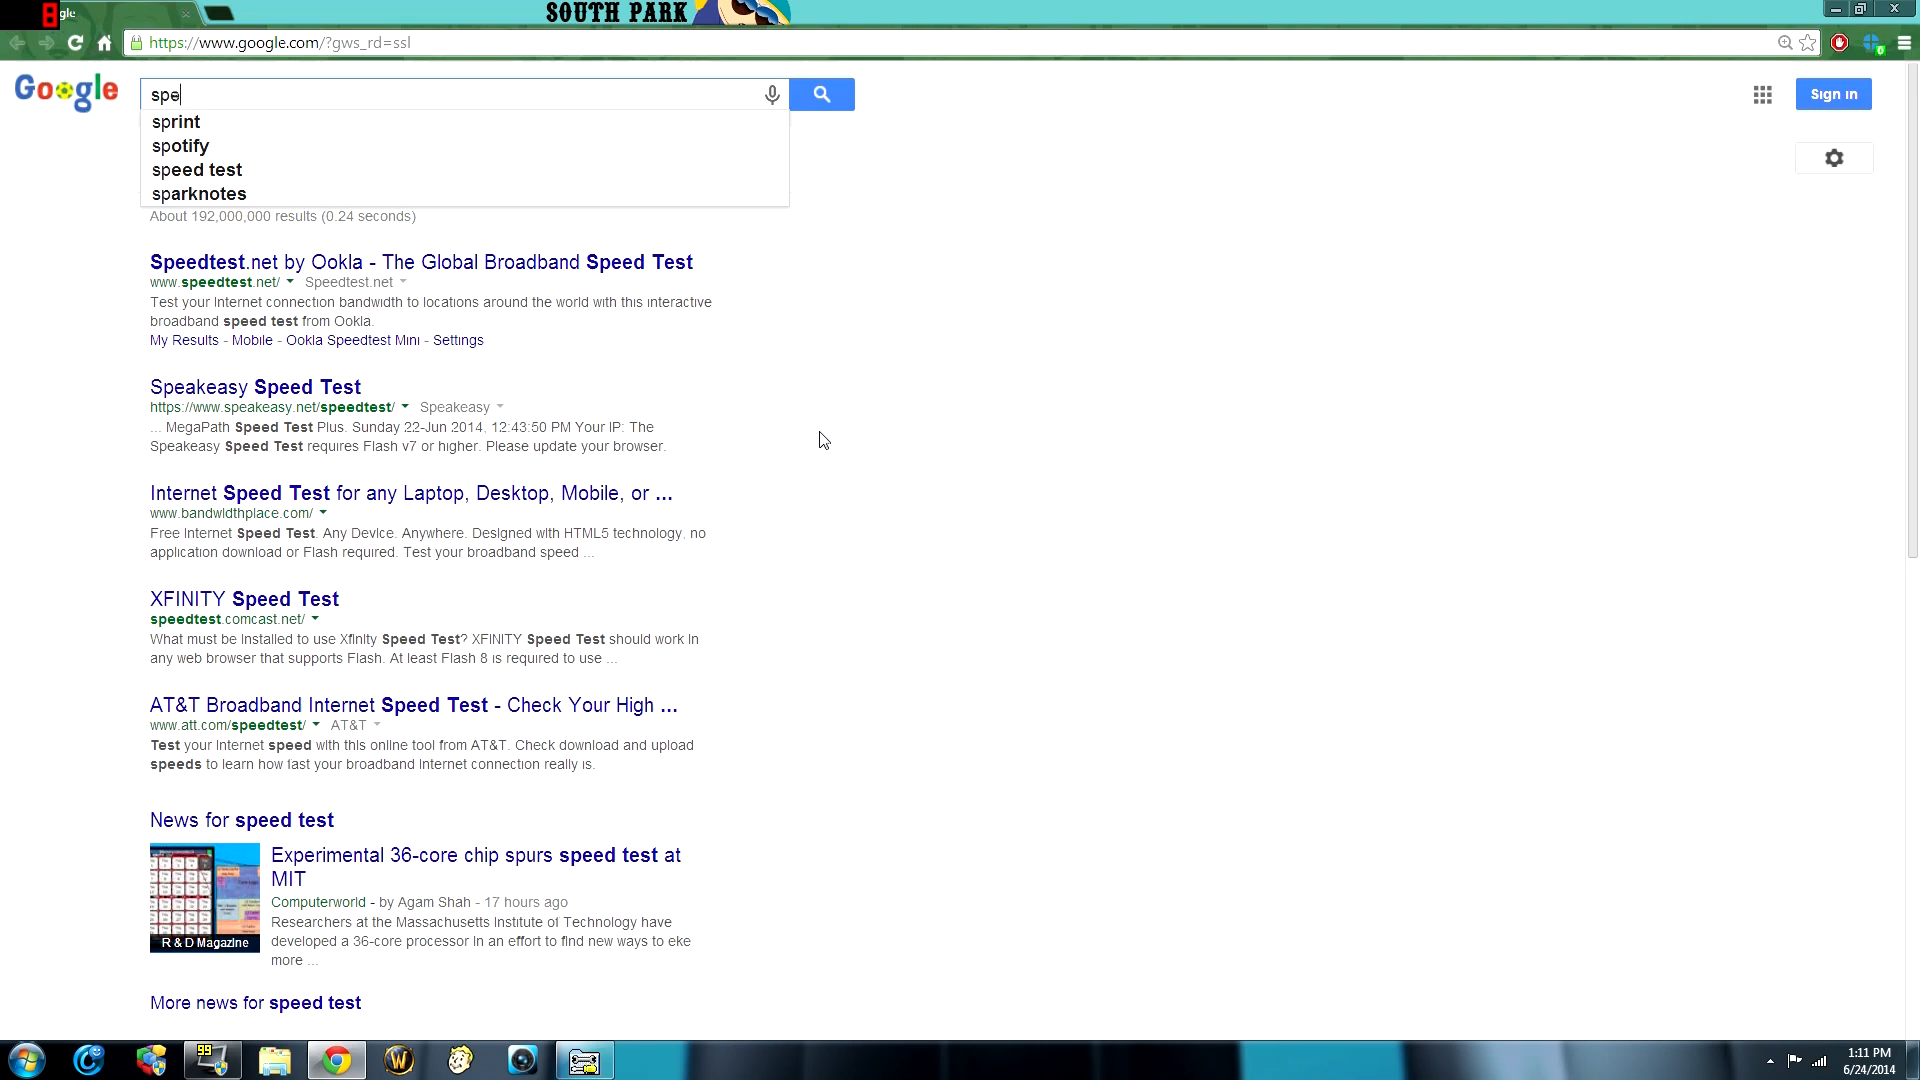 8
gle
SOUTH PARK
https://www.google.com/?gws_rd=ssl
0
Google
spe
Sign in
sprint
spotify
speed test
sparknotes
About 192,000,000 results (0.24 seconds)
Speedtest.net by Ookla - The Global Broadband Speed Test
www.speedtest.net/ Speedtest.net
Test your Internet connection bandwidth to locations around the world with this interactive
broadband speed test from Ookla.
My Results - Mobile - Ookla Speedtest Mini - Settings
Speakeasy Speed Test
https://www.speakeasy.net/speedtest/ Speakeasy
... MegaPath Speed Test Plus. Sunday 22-Jun 2014, 12:43:50 PM Your IP: The
Speakeasy Speed Test requires Flash v7 or higher. Please update your browser.
Internet Speed Test for any Laptop, Desktop, Mobile, or ...
www.bandwidthplace.com/
Free Internet Speed Test. Any Device. Anywhere. Designed with HTML5 technology, no
application download or Flash required. Test your broadband speed ...
XFINITY Speed Test
speedtest.comcast.net/
What must be installed to use Xfinity Speed Test? XFINITY Speed Test should work in
any web browser that supports Flash. At least Flash 8 is required to use ...
AT&T Broadband Internet Speed Test - Check Your High ...
www.att.com/speedtest/ AT&T
Test your Internet speed with this online tool from AT&T. Check download and upload
speeds to learn how fast your broadband Internet connection really is.
News for speed test
Experimental 36-core chip spurs speed test at
MIT
Computerworld - by Agam Shah - 17 hours ago
Researchers at the Massachusetts Institute of Technology have
developed a 36-core processor in an effort to find new ways to eke
more ...
R & D Magazine
More news for speed test
99
W
1:11 PM
6/24/2014